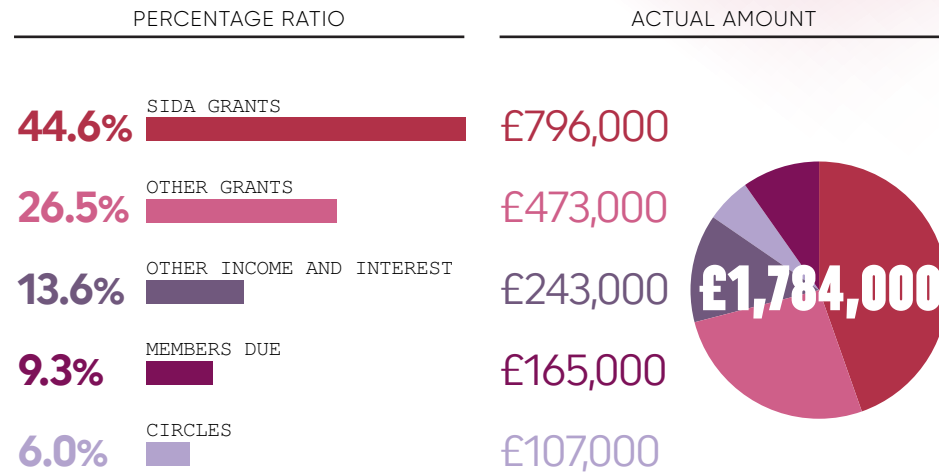 PERCENTAGE RATIO
ACTUAL AMOUNT
SIDA GRANTS
44.6%
£796,000
OTHER GRANTS
26.5%
£473,000
OTHER INCOME AND INTEREST
13.6%
£243,000
£1,784,000
MEMBERS DUE
9.3%
£165,000
CIRCLES
6.0%
£107,000